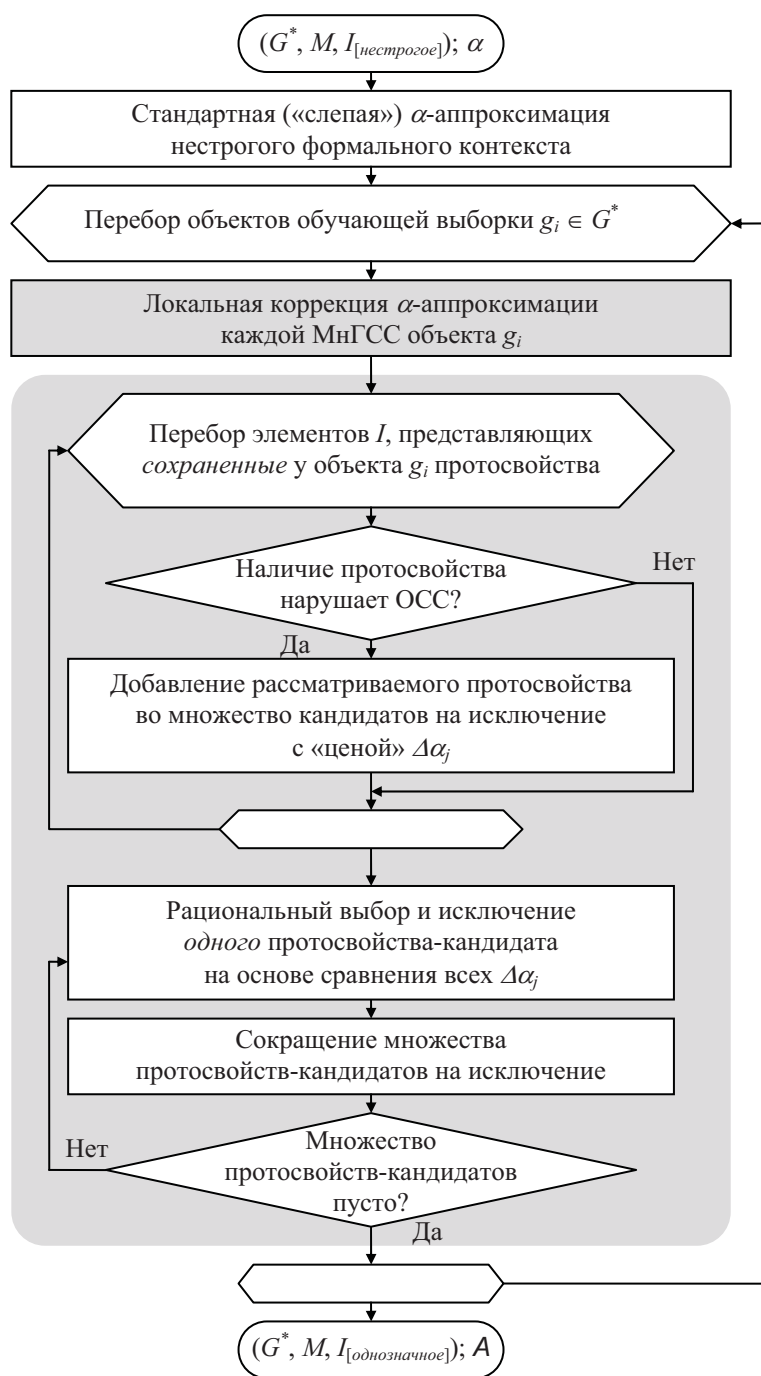 (G*, M, I[нестрогое]); α
Стандартная («слепая») α-аппроксимация
нестрогого формального контекста
Перебор объектов обучающей выборки gi ∈ G*
Локальная коррекция α-аппроксимации
каждой МнГСС объекта gi
Перебор элементов I, представляющих
сохраненные у объекта gi протосвойства
Наличие протосвойства
нарушает ОСС?
Нет
Да
Добавление рассматриваемого протосвойства
во множество кандидатов на исключение
с «ценой» Δαj
Рациональный выбор и исключение
одного протосвойства-кандидата
на основе сравнения всех Δαj
Сокращение множества
протосвойств-кандидатов на исключение
Нет
Множество
протосвойств-кандидатов
пусто?
Да
(G*, M, I[однозначное]); A